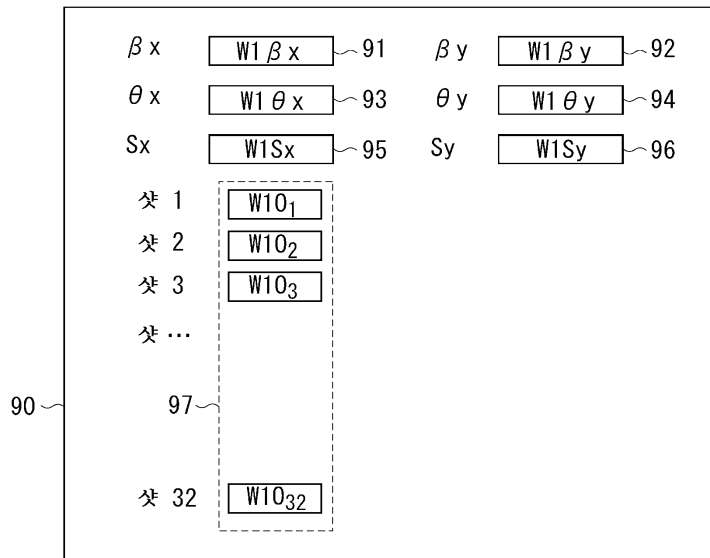 βx W1βx 91 βy W1βy 92
θx W1θx 93 θy W1θy 94
Sx W1Sx 95 Sy W1Sy 96
샷 1 W10₁
샷 2 W10₂
샷 3 W10₃
샷 ···
90 97
샷 32 W10₃₂